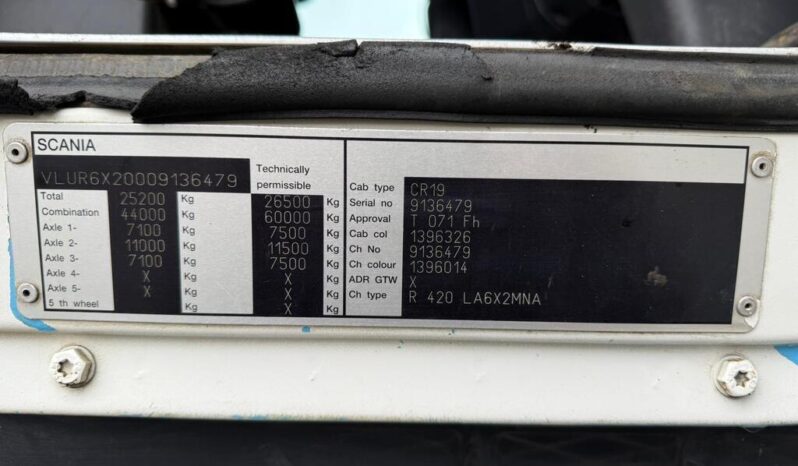 SCANIA
VLUR6X20009136479
Technically
permissible
Total 25200 Kg 26500 Kg
Combination 44000 Kg 60000 Kg
Axle 1- 7100 Kg 7500 Kg
Axle 2- 11000 Kg 11500 Kg
Axle 3- 7100 Kg 7500 Kg
Axle 4- X Kg X Kg
Axle 5- X Kg X Kg
5 th wheel Kg X Kg
Cab type CR19
Serial no 9136479
Approval T 071 Fh
Cab col 1396326
Ch No 9136479
Ch colour 1396014
ADR GTW X
Ch type R 420 LA6X2MNA